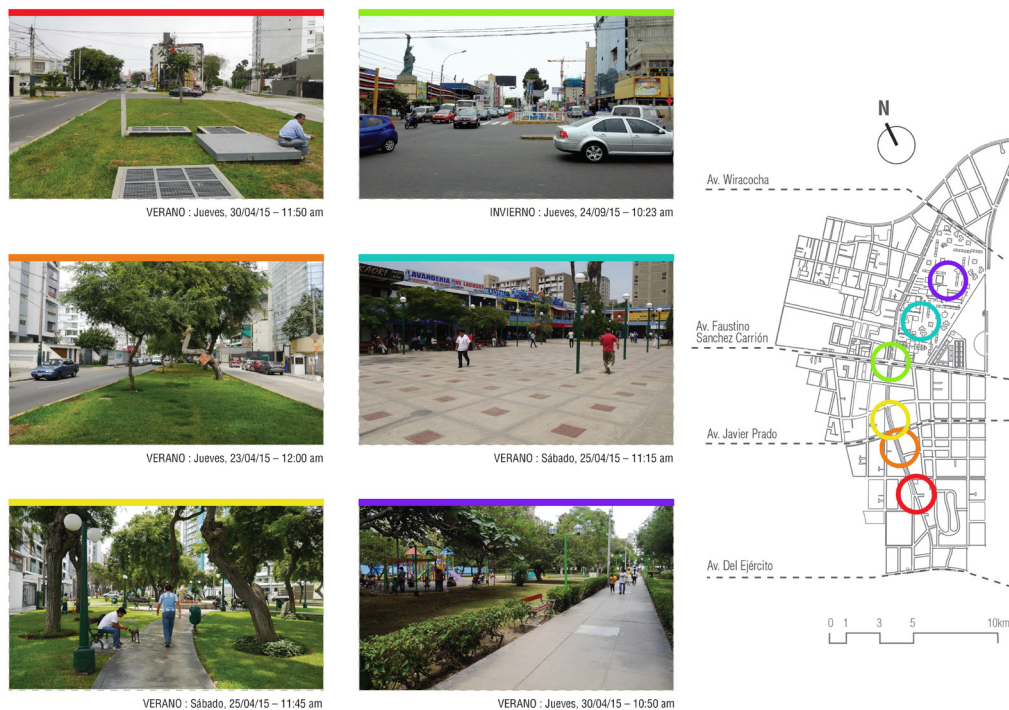 VERANO : Jueves, 30/04/15 – 11:50 am
INVIERNO : Jueves, 24/09/15 – 10:23 am
N
Av. Wiracocha
LAVANDERIA
VERANO : Jueves, 23/04/15 – 12:00 am
VERANO : Sábado, 25/04/15 – 11:15 am
Av. Faustino
Sanchez Carrión
Av. Javier Prado
Av. Del Ejército
0 1 3 5 10km
VERANO : Sábado, 25/04/15 – 11:45 am
VERANO : Jueves, 30/04/15 – 10:50 am